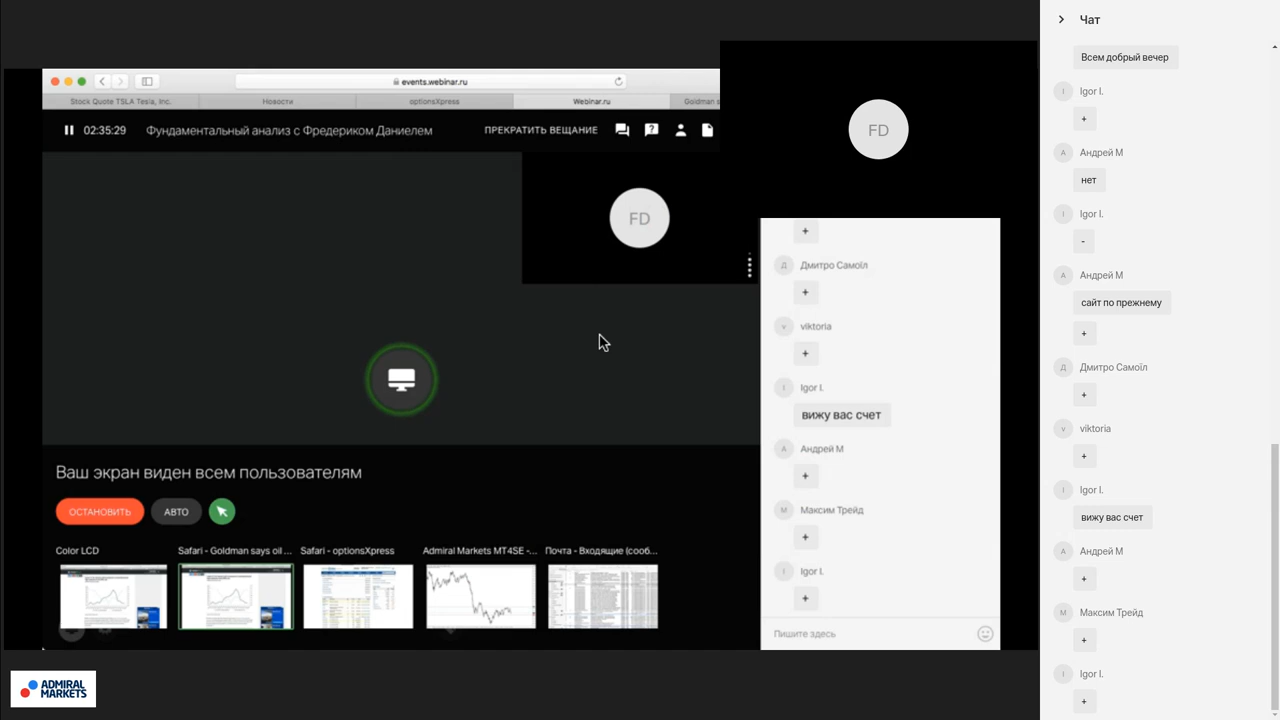 events.webinar.ru
Stock Quote TSLA Tesla, Inc.
Новости
optionsXpress
Webinar.ru
Goldman s
02:35:29
Фундаментальный анализ с Фредериком Даниелем
ПРЕКРАТИТЬ ВЕЩАНИЕ
FD
FD
Ваш экран виден всем пользователям
ОСТАНОВИТЬ
АВТО
Color LCD
Safari - Goldman says oil ...
Safari - optionsXpress
Admiral Markets MT4SE -...
Почта - Входящие (сооб...
+
Д
Дмитро Самоїл
+
v
viktoria
+
I
Igor I.
вижу вас счет
А
Андрей М
+
М
Максим Трейд
+
I
Igor I.
+
Пишите здесь
ADMIRAL
MARKETS
Чат
Всем добрый вечер
I
Igor I.
+
А
Андрей М
нет
I
Igor I.
-
А
Андрей М
сайт по прежнему
+
Д
Дмитро Самоїл
+
v
viktoria
+
I
Igor I.
вижу вас счет
А
Андрей М
+
М
Максим Трейд
+
I
Igor I.
+